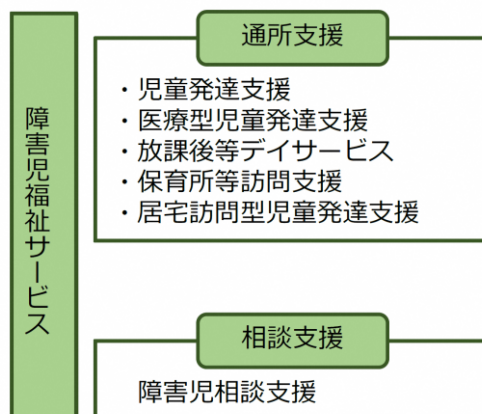 障害児福祉サービス
通所支援
・児童発達支援
・医療型児童発達支援
・放課後等デイサービス
・保育所等訪問支援
・居宅訪問型児童発達支援
相談支援
障害児相談支援